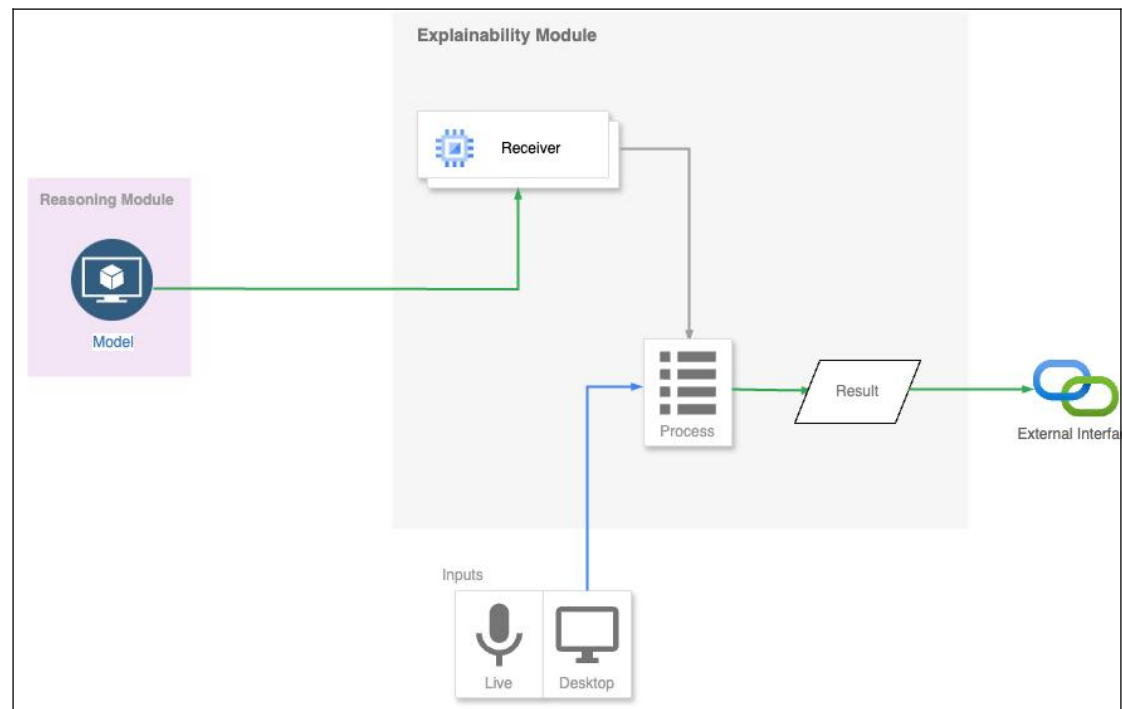 Explainability Module
Receiver
Reasoning Module
Model
Process
Result
External Interfa
Inputs
Live
Desktop